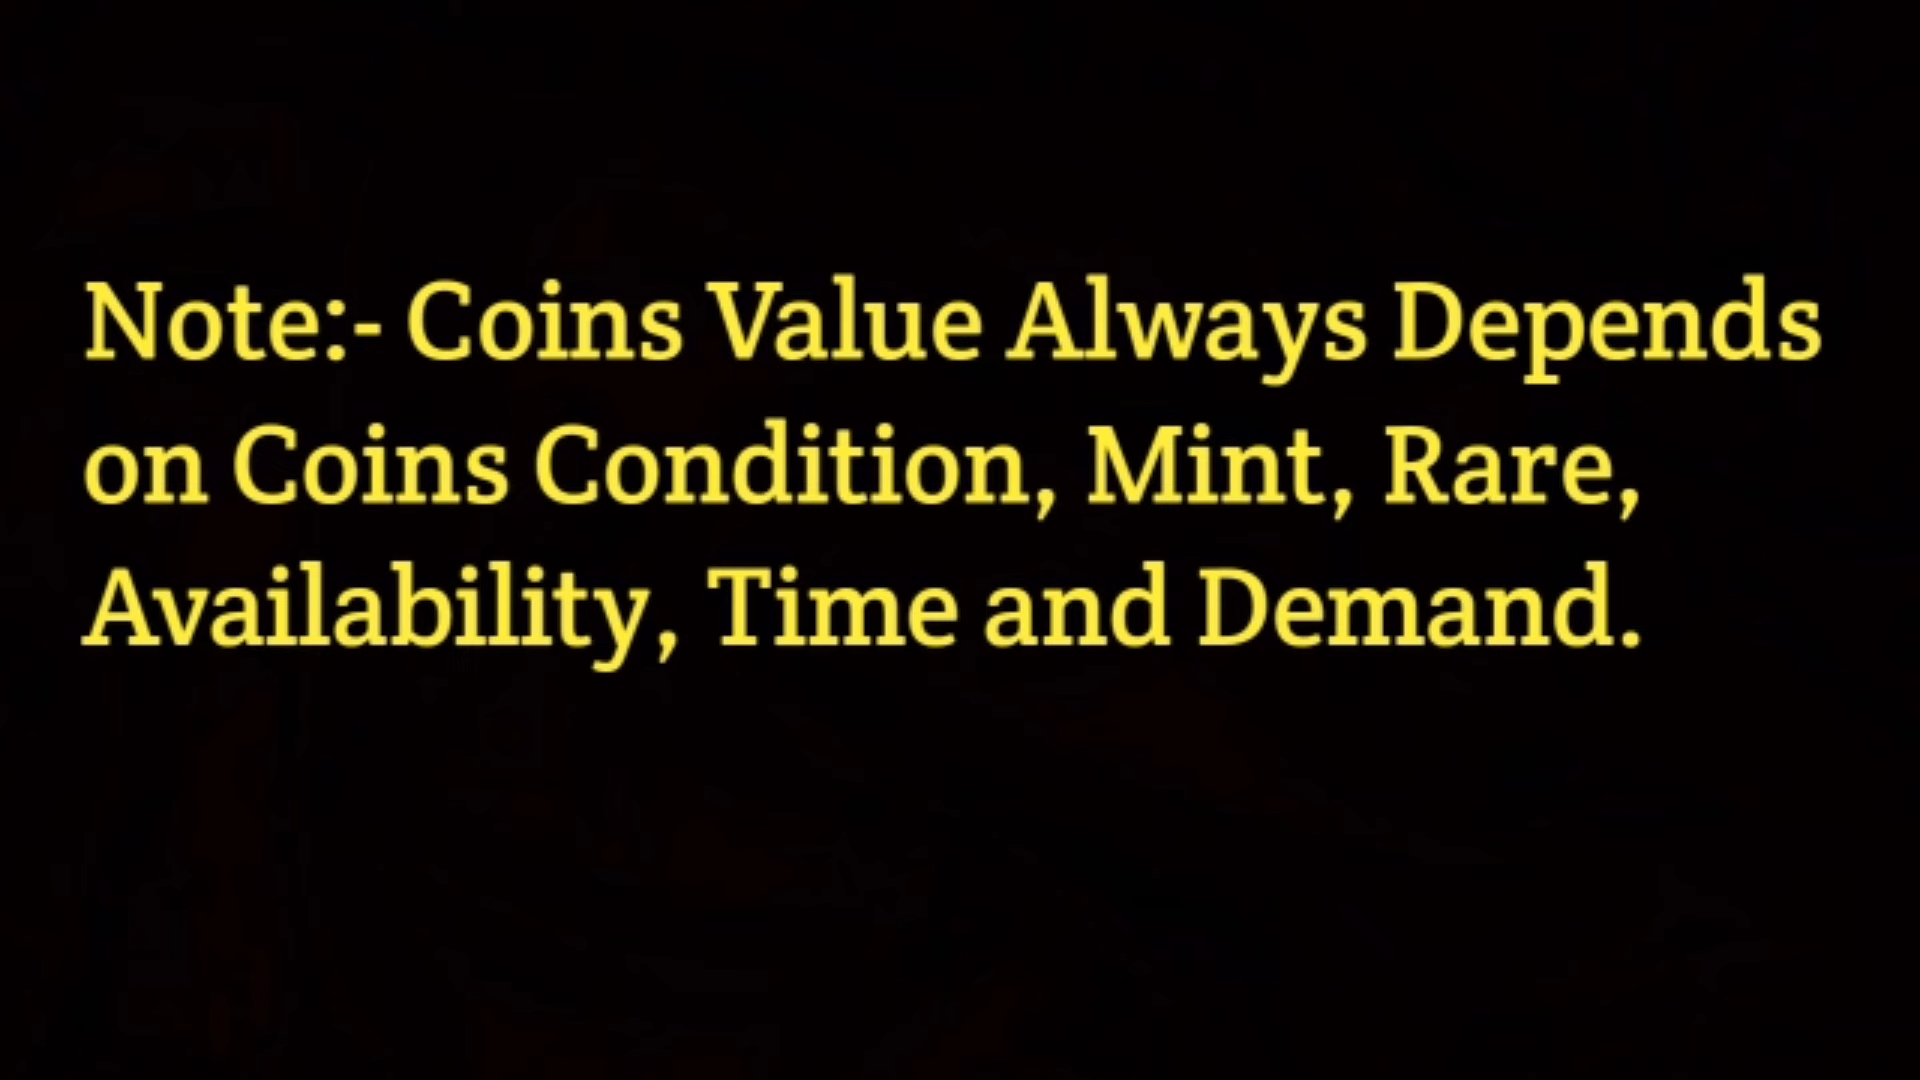 Note:- Coins Value Always Depends
on Coins Condition, Mint, Rare,
Availability, Time and Demand.